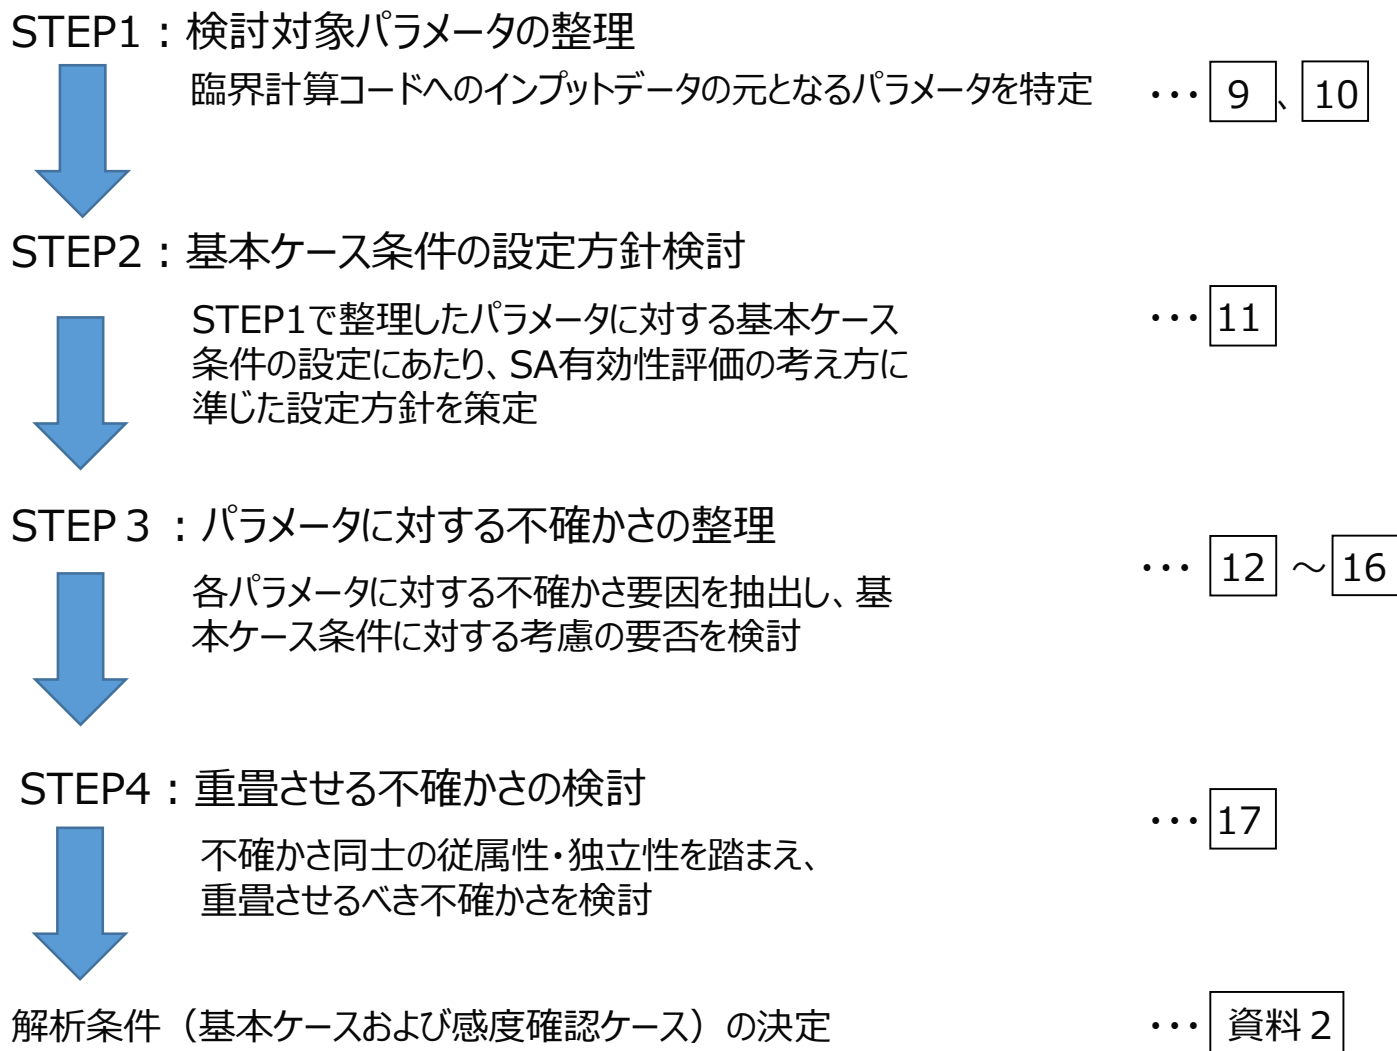 STEP1：検討対象パラメータの整理
臨界計算コードへのインプットデータの元となるパラメータを特定 ・・・ 9 、 10
STEP2：基本ケース条件の設定方針検討
STEP1で整理したパラメータに対する基本ケース ・・・ 11
条件の設定にあたり、SA有効性評価の考え方に
準じた設定方針を策定
STEP３：パラメータに対する不確かさの整理
・・・ 12 ～ 16
各パラメータに対する不確かさ要因を抽出し、基
本ケース条件に対する考慮の要否を検討
STEP4：重畳させる不確かさの検討
・・・ 17
不確かさ同士の従属性・独立性を踏まえ、
重畳させるべき不確かさを検討
解析条件（基本ケースおよび感度確認ケース）の決定 ・・・ 資料２